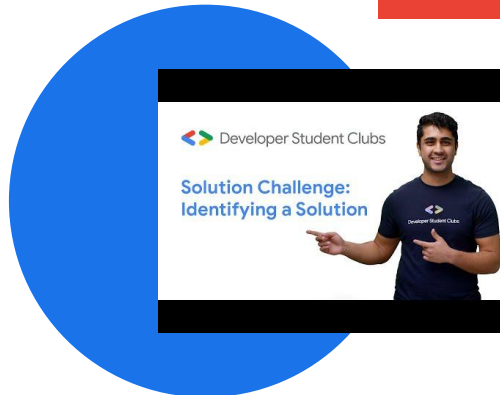 Developer Student Clubs
Solution Challenge:
Identifying a Solution
Developer Student Clubs